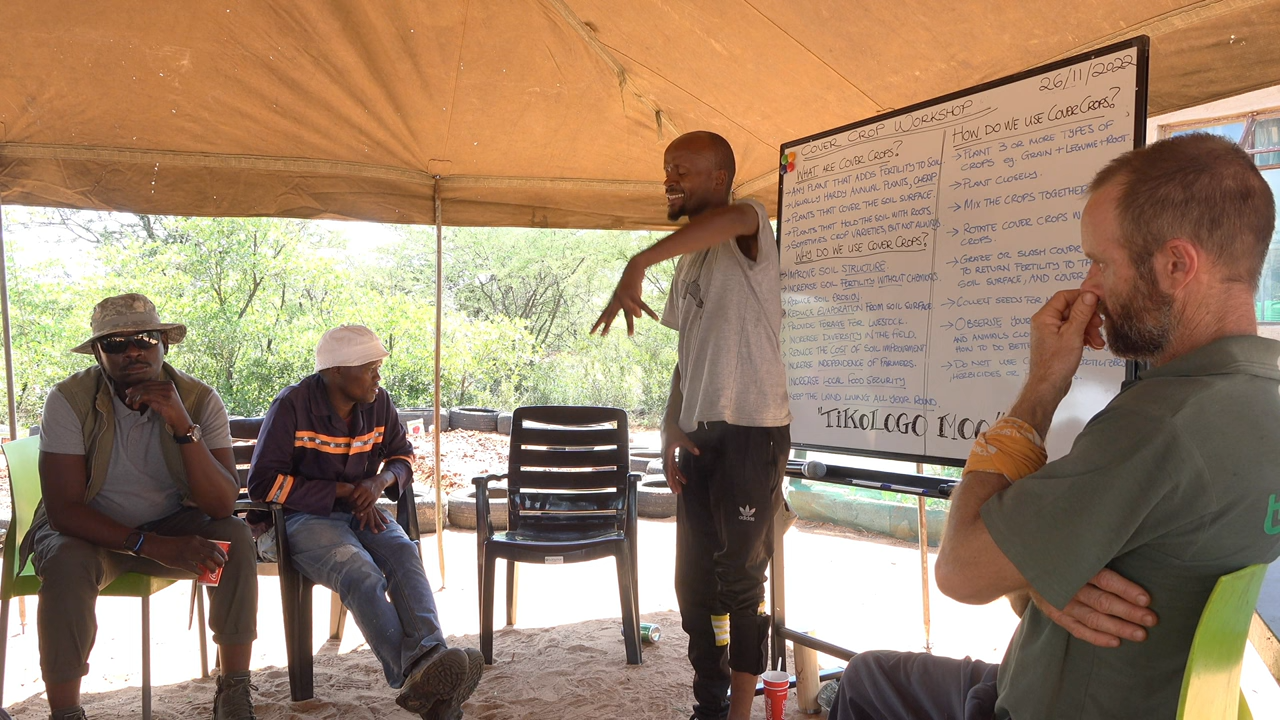 COVER CROP WORKSHOP
26/11/2022
WHAT ARE COVER CROPS?
→ ANY PLANT THAT ADDS FERTILITY TO SOIL.
→ USUALLY HARDY ANNUAL PLANTS, CHEAP
→ PLANTS THAT COVER THE SOIL SURFACE.
→ PLANTS THAT HOLD THE SOIL WITH ROOTS.
→ SOMETIMES CROP VARIETIES, BUT NOT ALWAYS
WHY DO WE USE COVER CROPS?
IMPROVE SOIL STRUCTURE
INCREASE SOIL FERTILITY WITHOUT CHEMICALS
REDUCE SOIL EROSION
REDUCE EVAPORATION FROM SOIL SURFACE.
PROVIDE FORAGE FOR LIVESTOCK.
INCREASE DIVERSITY IN THE FIELD.
REDUCE THE COST OF SOIL IMPROVEMENT
INCREASE INDEPENDENCE OF FARMERS.
INCREASE LOCAL FOOD SECURITY
KEEP THE LAND LIVING ALL YEAR ROUND.
HOW DO WE USE COVER CROPS?
→ PLANT 3 OR MORE TYPES OF
CROPS eg. GRAIN + LEGUME + ROOT.
→ PLANT CLOSELY.
→ MIX THE CROPS TOGETHER
→ ROTATE COVER CROPS
CROPS.
→ GRAZE OR SLASH COVER
TO RETURN FERTILITY TO THE
SOIL SURFACE, AND COVER
→ COLLECT SEEDS FOR
→ OBSERVE YOUR
AND ANIMALS
HOW TO DO
→ DO NOT USE
HERBICIDES OR
"TIKOLOGO
adidas